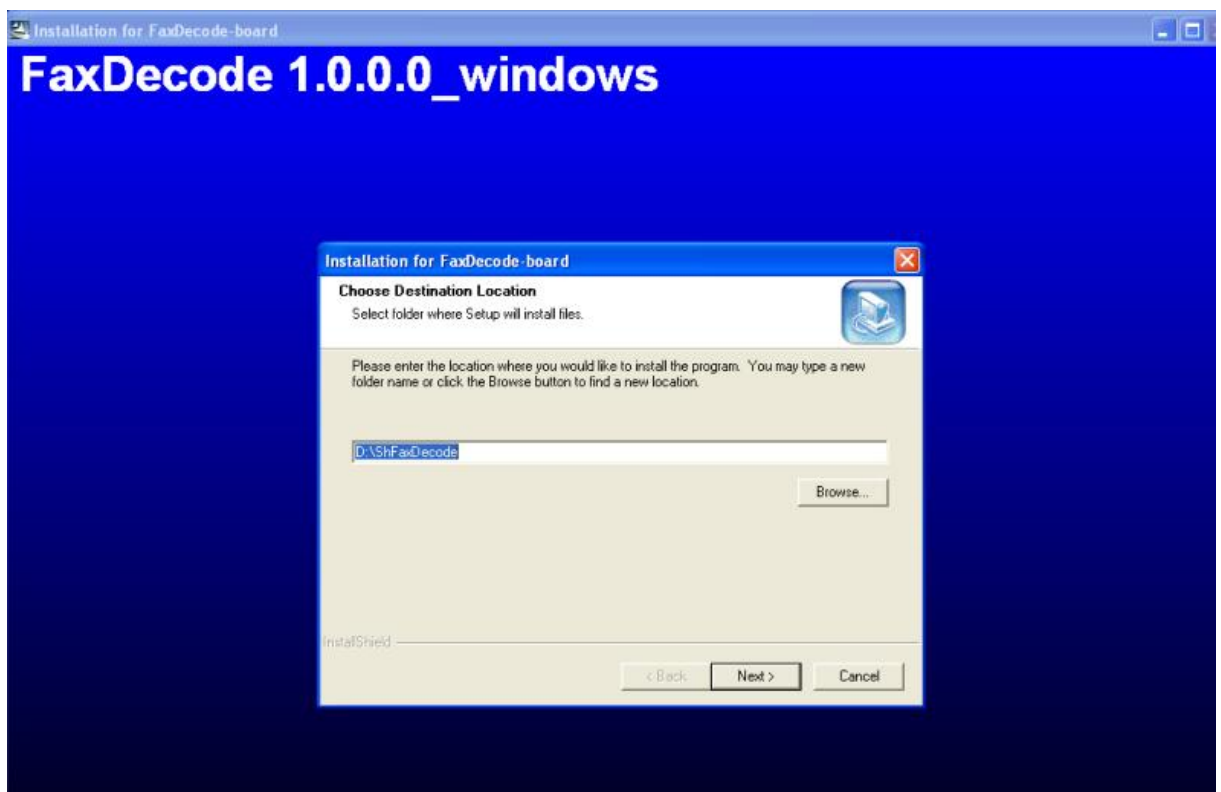 Installation for FaxDecode-board
FaxDecode 1.0.0.0_windows
Installation for FaxDecode-board
Choose Destination Location
Select folder where Setup will install files.
Please enter the location where you would like to install the program. You may type a new
folder name or click the Browse button to find a new location.
D:\ShFaxDecode
Browse...
InstallShield
< Back
Next >
Cancel